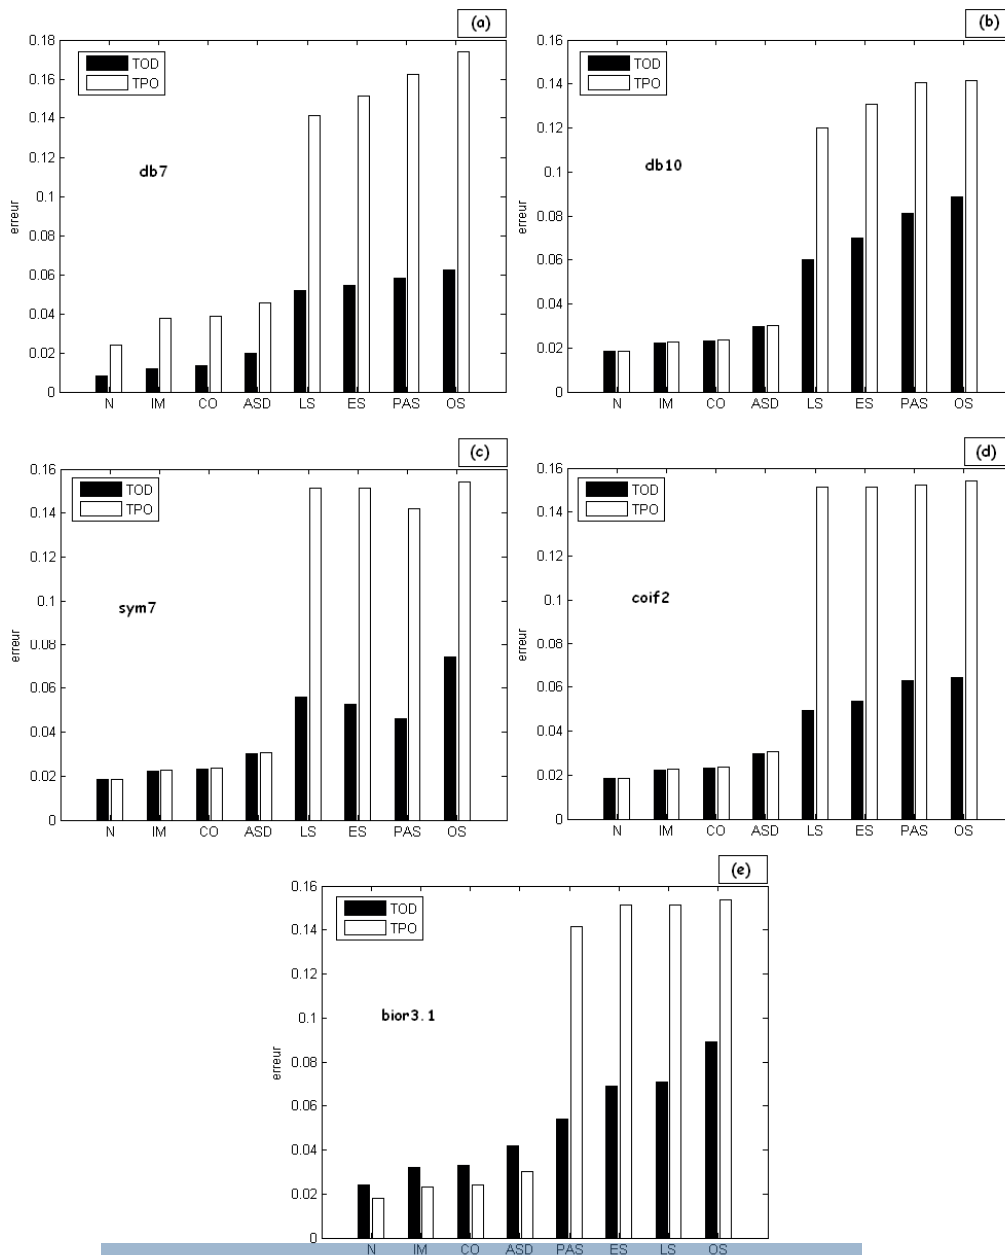 (a)
0.18
0.16
0.14
0.12
0.1
0.08
0.06
0.04
0.02
0
erreur
TOD
TPO
db7
N IM CO ASD LS ES PAS OS
(b)
0.16
0.14
0.12
0.1
0.08
0.06
0.04
0.02
0
erreur
TOD
TPO
db10
N IM CO ASD LS ES PAS OS
(c)
0.16
0.14
0.12
0.1
0.08
0.06
0.04
0.02
0
erreur
TOD
TPO
sym7
N IM CO ASD LS ES PAS OS
(d)
0.16
0.14
0.12
0.1
0.08
0.06
0.04
0.02
0
erreur
TOD
TPO
coif2
N IM CO ASD LS ES PAS OS
(e)
0.16
0.14
0.12
0.1
0.08
0.06
0.04
0.02
0
erreur
TOD
TPO
bior3.1
N IM CO ASD PAS ES LS OS